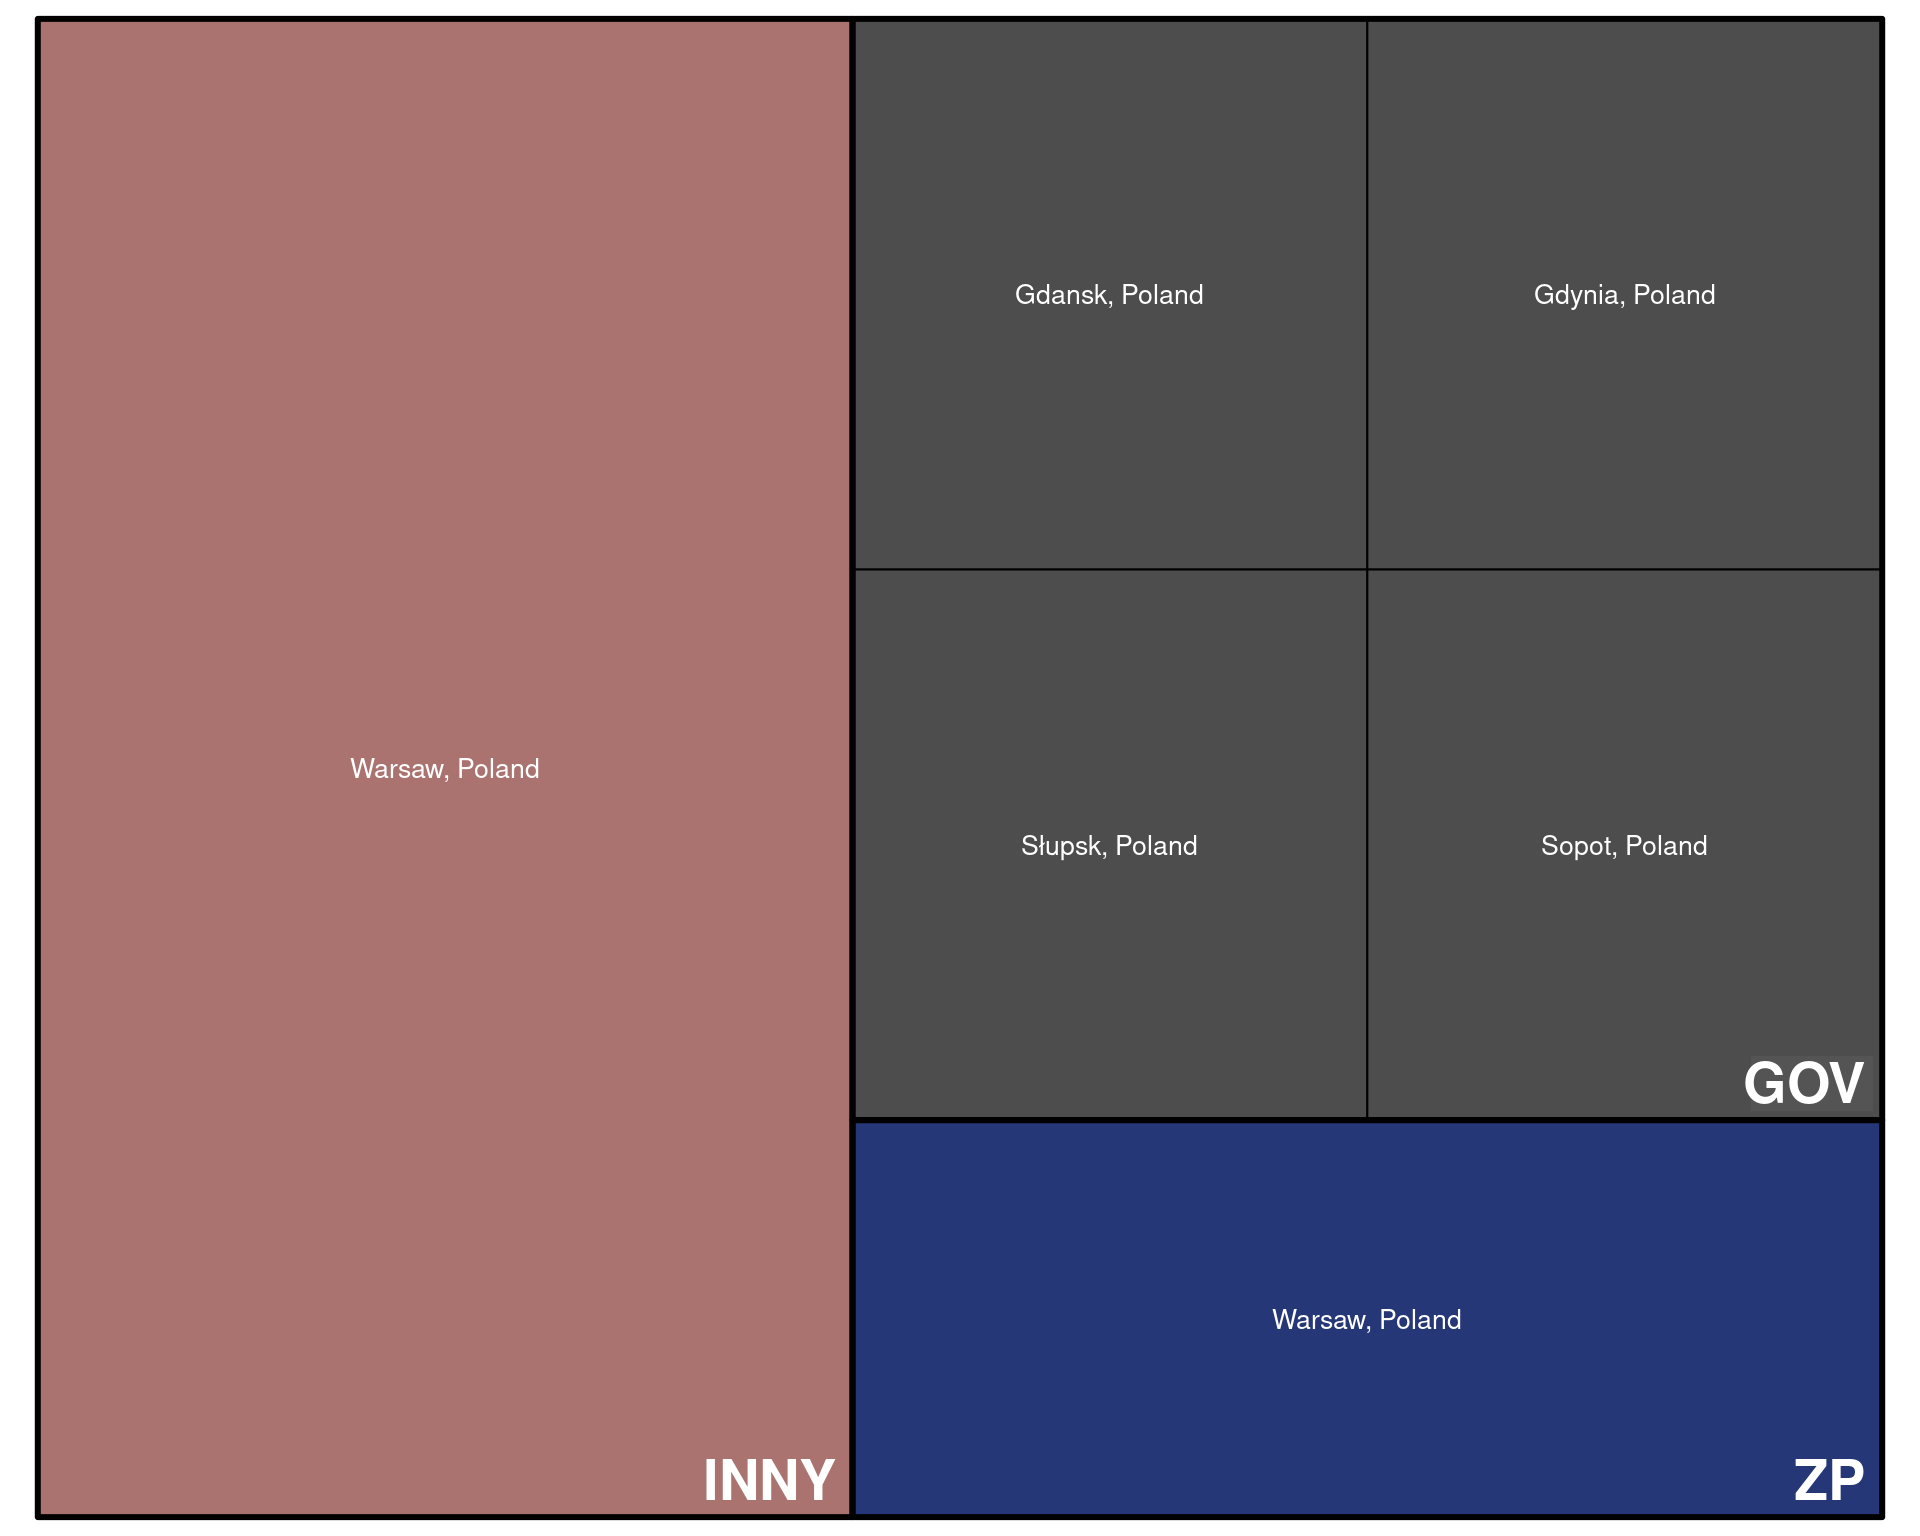 Warsaw, Poland
INNY
Gdansk, Poland
Gdynia, Poland
Słupsk, Poland
Sopot, Poland
GOV
Warsaw, Poland
ZP